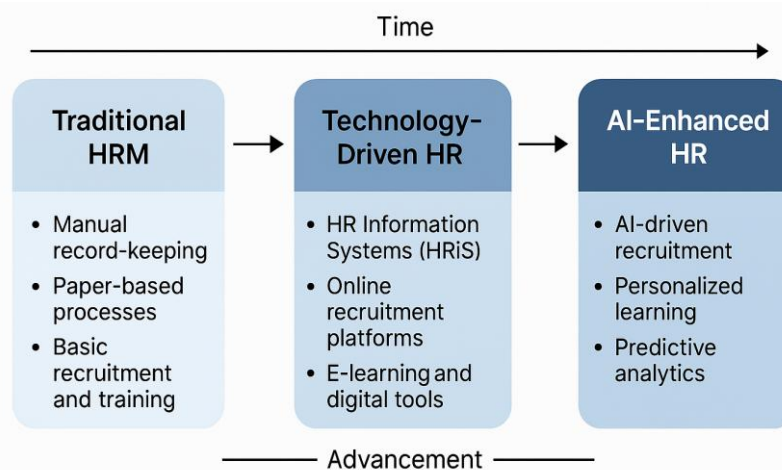 Time
Traditional
HRM
• Manual
record-keeping
• Paper-based
processes
• Basic
recruitment
and training
Technology-
Driven HR
• HR Information
Systems (HRiS)
• Online
recruitment
platforms
• E-learning and
digital tools
AI-Enhanced
HR
• AI-driven
recruitment
• Personalized
learning
• Predictive
analytics
Advancement